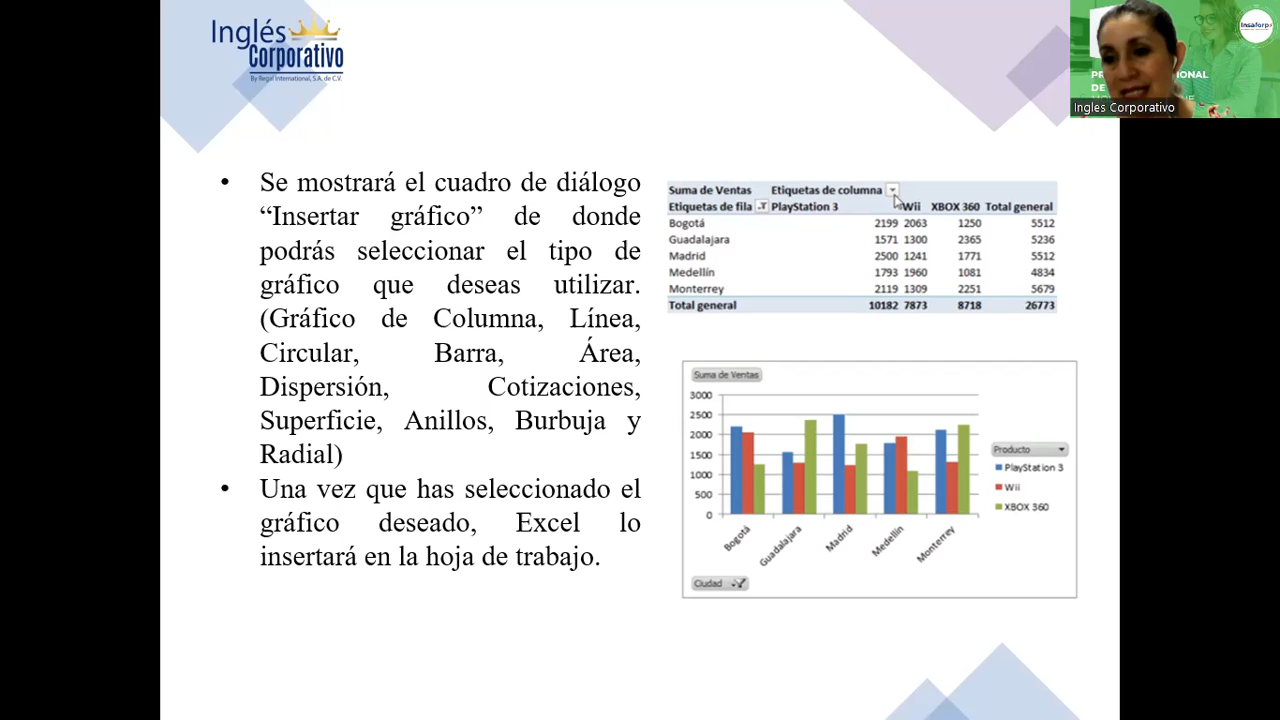 Inglés
Corporativo
By Regal International, S.A. de C.V.
Insaforp
Ingles Corporativo
• Se mostrará el cuadro de diálogo
“Insertar gráfico” de donde
podrás seleccionar el tipo de
gráfico que deseas utilizar.
(Gráfico de Columna, Línea,
Circular, Barra, Área,
Dispersión, Cotizaciones,
Superficie, Anillos, Burbuja y
Radial)
• Una vez que has seleccionado el
gráfico deseado, Excel lo
insertará en la hoja de trabajo.
Suma de Ventas Etiquetas de columna
Etiquetas de fila PlayStation 3 Wii XBOX 360 Total general
Bogotá 2199 2063 1250 5512
Guadalajara 1571 1300 2365 5236
Madrid 2500 1241 1771 5512
Medellín 1793 1960 1081 4834
Monterrey 2119 1309 2251 5679
Total general 10182 7873 8718 26773
Suma de Ventas
3000
2500
2000
1500
1000
500
0
Bogotá
Guadalajara
Madrid
Medellín
Monterrey
Producto
PlayStation 3
Wii
XBOX 360
Ciudad